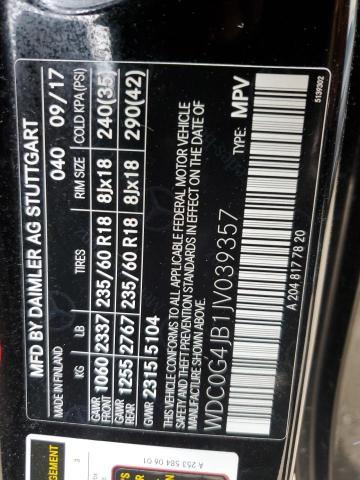 MFD BY DAIMLER AG STUTTGART
MADE IN FINLAND 040 09/17
KG LB TIRES RIM SIZE COLD KPA(PSI)
GAWR FRONT 1060 2337 235/60 R18 8Jx18 240(35)
GAWR REAR 1255 2767 235/60 R18 8Jx18 290(42)
GVWR 2315 5104
THIS VEHICLE CONFORMS TO ALL APPLICABLE FEDERAL MOTOR VEHICLE
SAFETY AND THEFT PREVENTION STANDARDS IN EFFECT ON THE DATE OF
MANUFACTURE SHOWN ABOVE.
WDC0G4JB1JV039357 TYPE: MPV
A 204 817 78 20 5139302
A 253 584 06 01